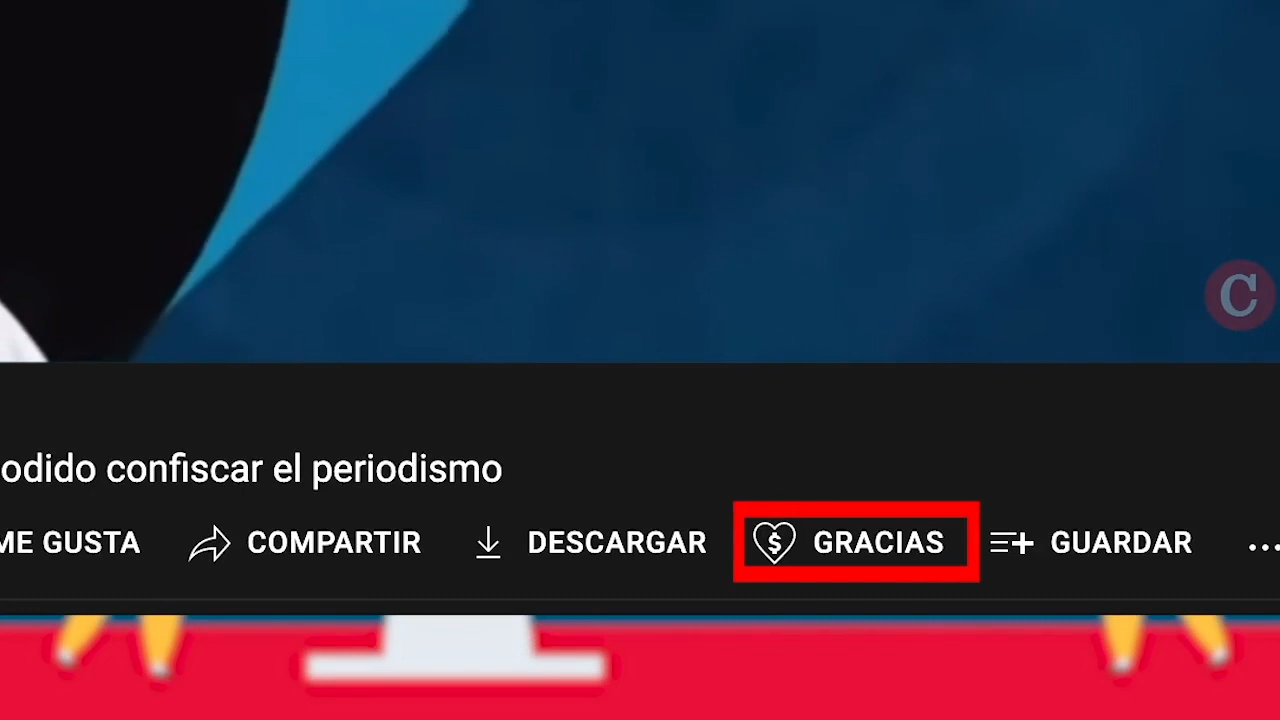 C
odido confiscar el periodismo
ME GUSTA COMPARTIR DESCARGAR $ GRACIAS GUARDAR ...